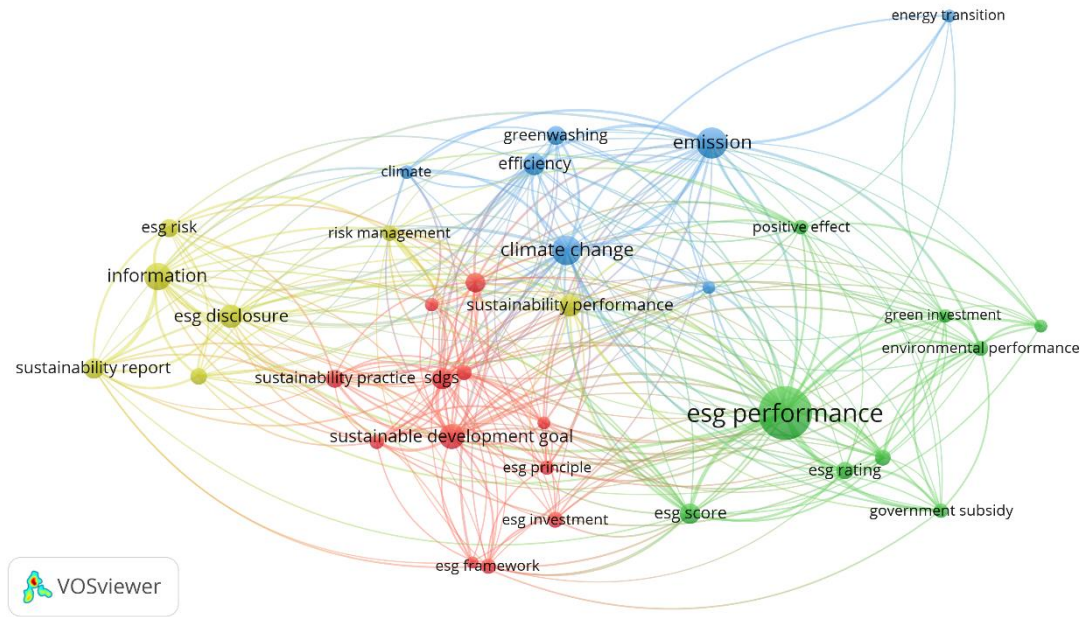 energy transition
greenwashing
emission
efficiency
climate
esg risk
risk management
positive effect
climate change
information
sustainability performance
esg disclosure
green investment
environmental performance
sustainability report
sustainability practice
sdgs
esg performance
sustainable development goal
esg principle
esg rating
esg score
esg investment
government subsidy
esg framework
VOSviewer